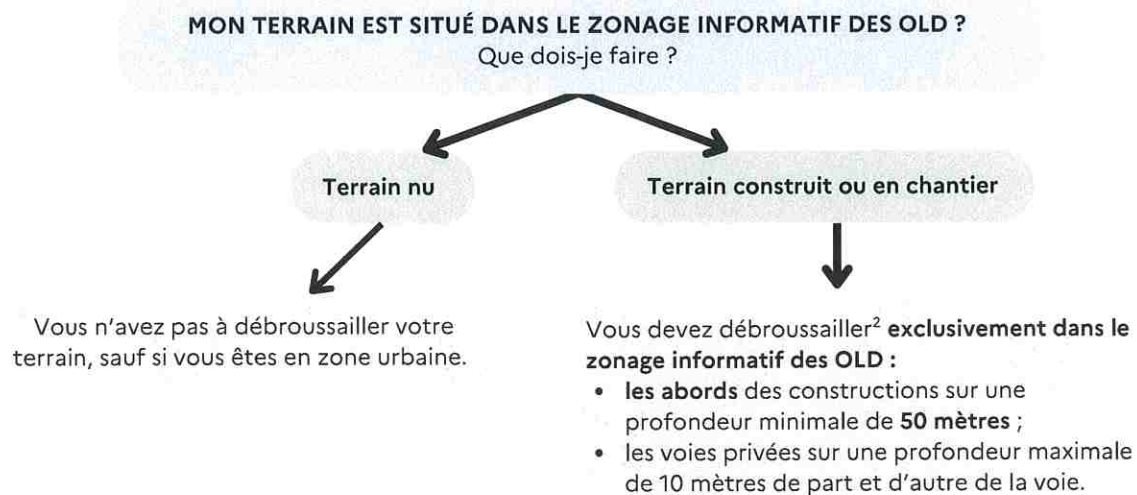 MON TERRAIN EST SITUÉ DANS LE ZONAGE INFORMATIF DES OLD ?
Que dois-je faire ?
Terrain nu
Terrain construit ou en chantier
Vous n'avez pas à débroussailler votre
terrain, sauf si vous êtes en zone urbaine.
Vous devez débroussailler² exclusivement dans le
zonage informatif des OLD :
• les abords des constructions sur une
profondeur minimale de 50 mètres ;
• les voies privées sur une profondeur maximale
de 10 mètres de part et d'autre de la voie.